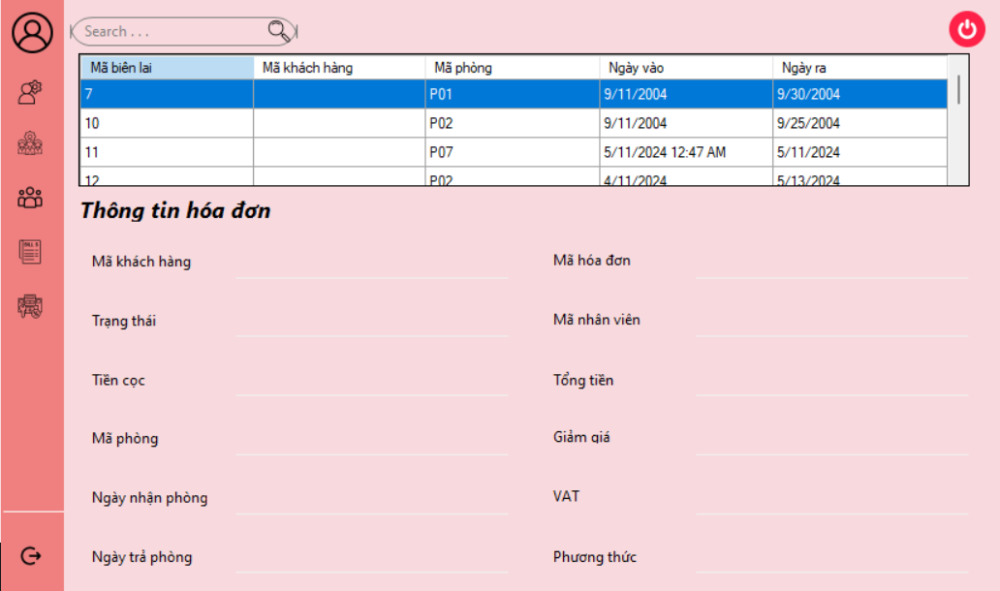 Search . . .
Mã biên lai Mã khách hàng Mã phòng Ngày vào Ngày ra
7 P01 9/11/2004 9/30/2004
10 P02 9/11/2004 9/25/2004
11 P07 5/11/2024 12:47 AM 5/11/2024
12 P02 4/11/2024 5/13/2024
Thông tin hóa đơn
Mã khách hàng Mã hóa đơn
Trạng thái Mã nhân viên
Tiền cọc Tổng tiền
Mã phòng Giảm giá
Ngày nhận phòng VAT
Ngày trả phòng Phương thức